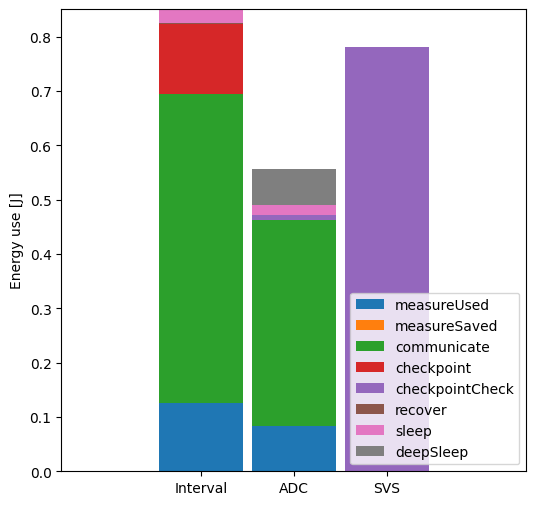 Energy use [J]
0.8
0.7
0.6
0.5
0.4
0.3
0.2
0.1
0.0
measureUsed
measureSaved
communicate
checkpoint
checkpointCheck
recover
sleep
deepSleep
Interval ADC SVS